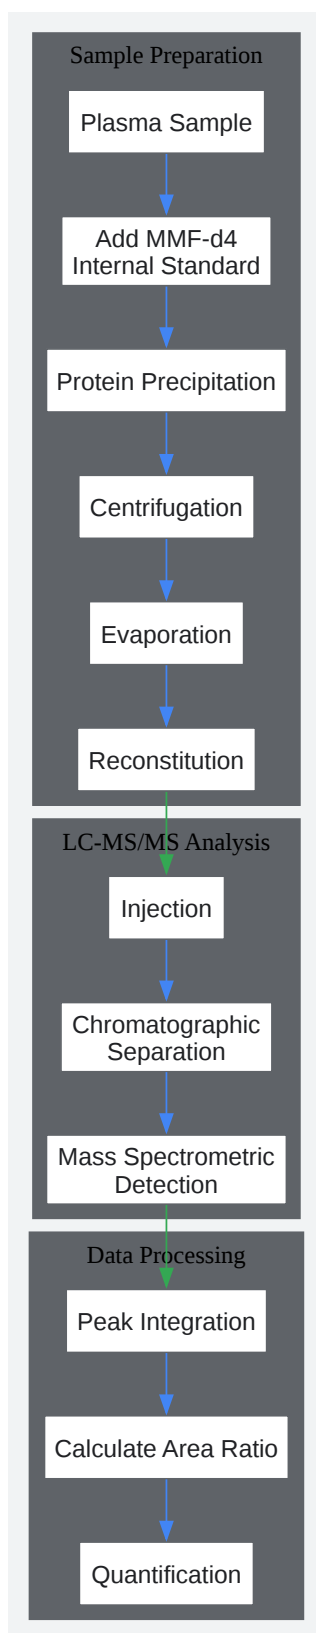 Sample Preparation
Plasma Sample
Add MMF-d4
Internal Standard
Protein Precipitation
Centrifugation
Evaporation
Reconstitution
LC-MS/MS Analysis
Injection
Chromatographic
Separation
Mass Spectrometric
Detection
Data Processing
Peak Integration
Calculate Area Ratio
Quantification